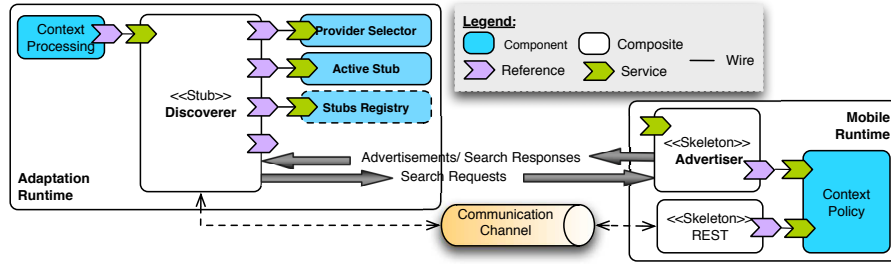 Context
Processing
<<Stub>>
Discoverer
Provider Selector
Active Stub
Stubs Registry
Adaptation
Runtime
Legend:
Component
Composite
Wire
Reference
Service
Advertisements/ Search Responses
Search Requests
Communication
Channel
Mobile
Runtime
<<Skeleton>>
Advertiser
<<Skeleton>>
REST
Context
Policy